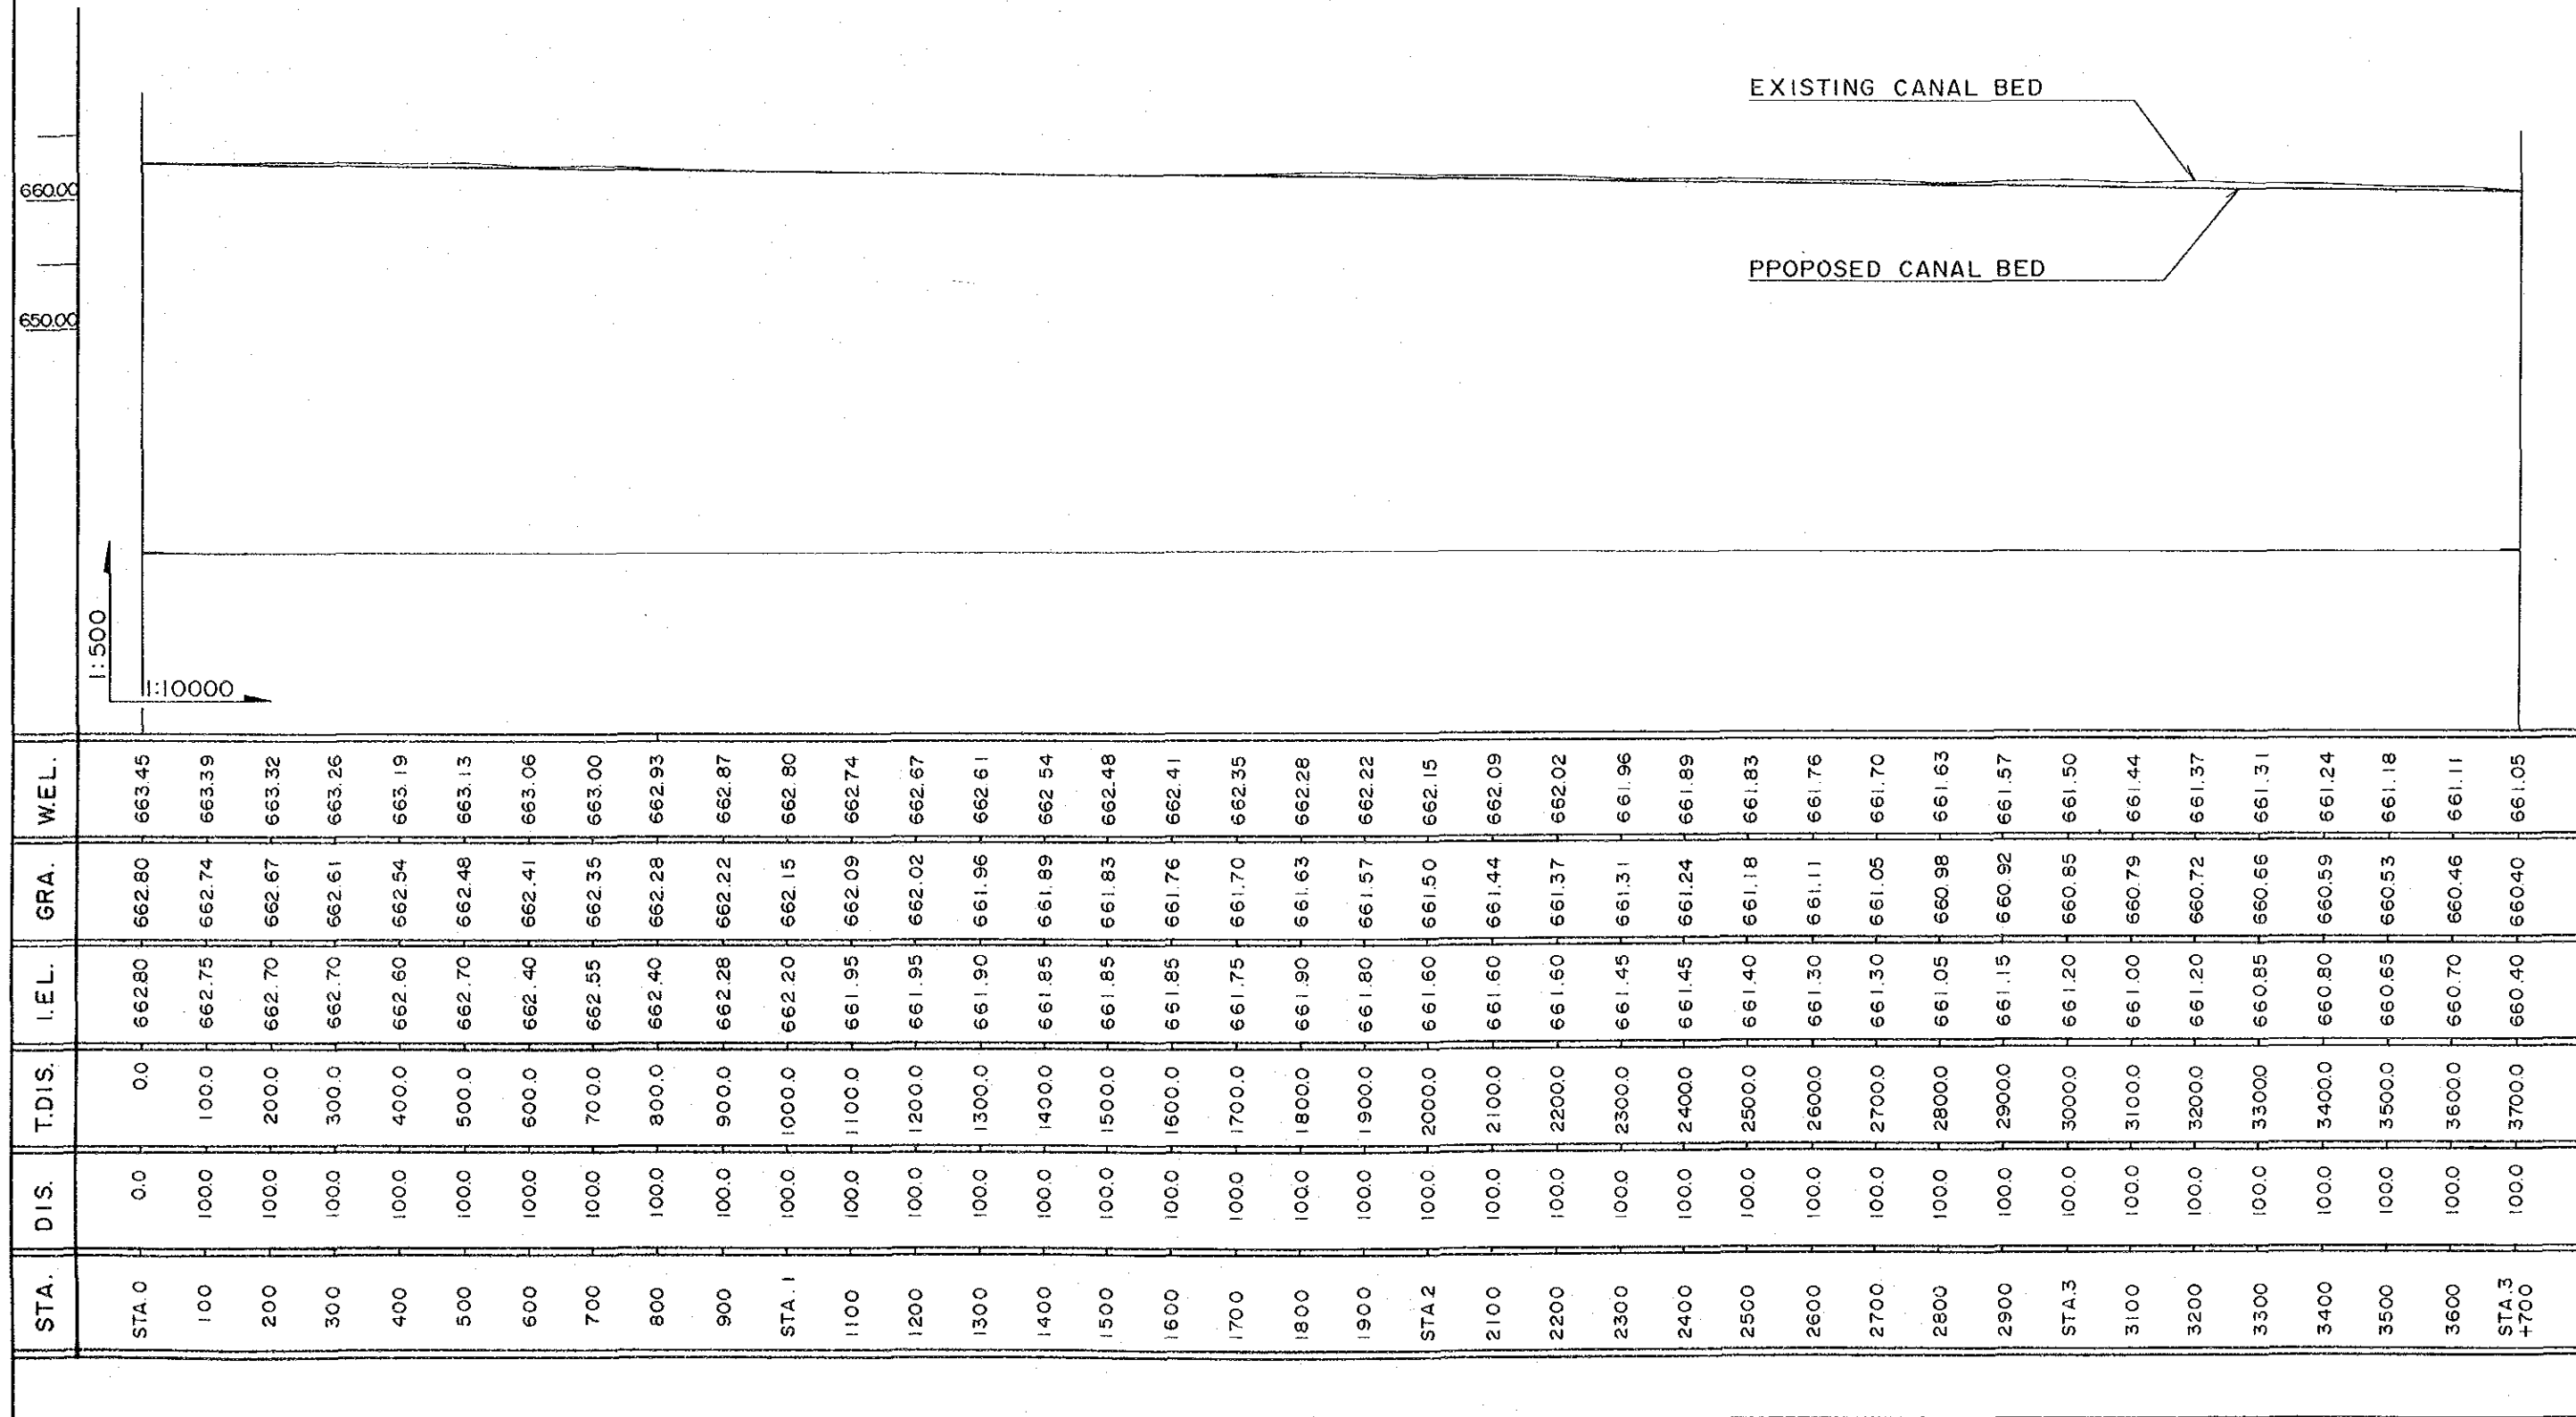 EXISTING CANAL BED
660.00
PPOPOSED CANAL BED
650.00
1:500
1:10000
W.EL. 663.45 663.39 663.32 663.26 663.19 663.13 663.06 663.00 662.93 662.87 662.80 662.74 662.67 662.61 662.54 662.48 662.41 662.35 662.28 662.22 662.15 662.09 662.02 661.96 661.89 661.83 661.76 661.70 661.63 661.57 661.50 661.44 661.37 661.31 661.24 661.18 661.11 661.05
GRA. 662.80 662.74 662.67 662.61 662.54 662.48 662.41 662.35 662.28 662.22 662.15 662.09 662.02 661.96 661.89 661.83 661.76 661.70 661.63 661.57 661.50 661.44 661.37 661.31 661.24 661.18 661.11 661.05 660.98 660.92 660.85 660.79 660.72 660.66 660.59 660.53 660.46 660.40
I.EL. 662.80 662.75 662.70 662.70 662.60 662.70 662.40 662.55 662.40 662.28 662.20 661.95 661.95 661.90 661.85 661.85 661.85 661.75 661.90 661.80 661.60 661.60 661.60 661.45 661.45 661.40 661.30 661.30 661.05 661.15 661.20 661.00 661.20 660.85 660.80 660.65 660.70 660.40
T.DIS. 0.0 100.0 200.0 300.0 400.0 500.0 600.0 700.0 800.0 900.0 1000.0 1100.0 1200.0 1300.0 1400.0 1500.0 1600.0 1700.0 1800.0 1900.0 2000.0 2100.0 2200.0 2300.0 2400.0 2500.0 2600.0 2700.0 2800.0 2900.0 3000.0 3100.0 3200.0 3300.0 3400.0 3500.0 3600.0 3700.0
DIS. 0.0 100.0 100.0 100.0 100.0 100.0 100.0 100.0 100.0 100.0 100.0 100.0 100.0 100.0 100.0 100.0 100.0 100.0 100.0 100.0 100.0 100.0 100.0 100.0 100.0 100.0 100.0 100.0 100.0 100.0 100.0 100.0 100.0 100.0 100.0 100.0 100.0 100.0
STA. STA. 0 100 200 300 400 500 600 700 800 900 STA. 1 1100 1200 1300 1400 1500 1600 1700 1800 1900 STA.2 2100 2200 2300 2400 2500 2600 2700 2800 2900 STA.3 3100 3200 3300 3400 3500 3600 STA.3
+700